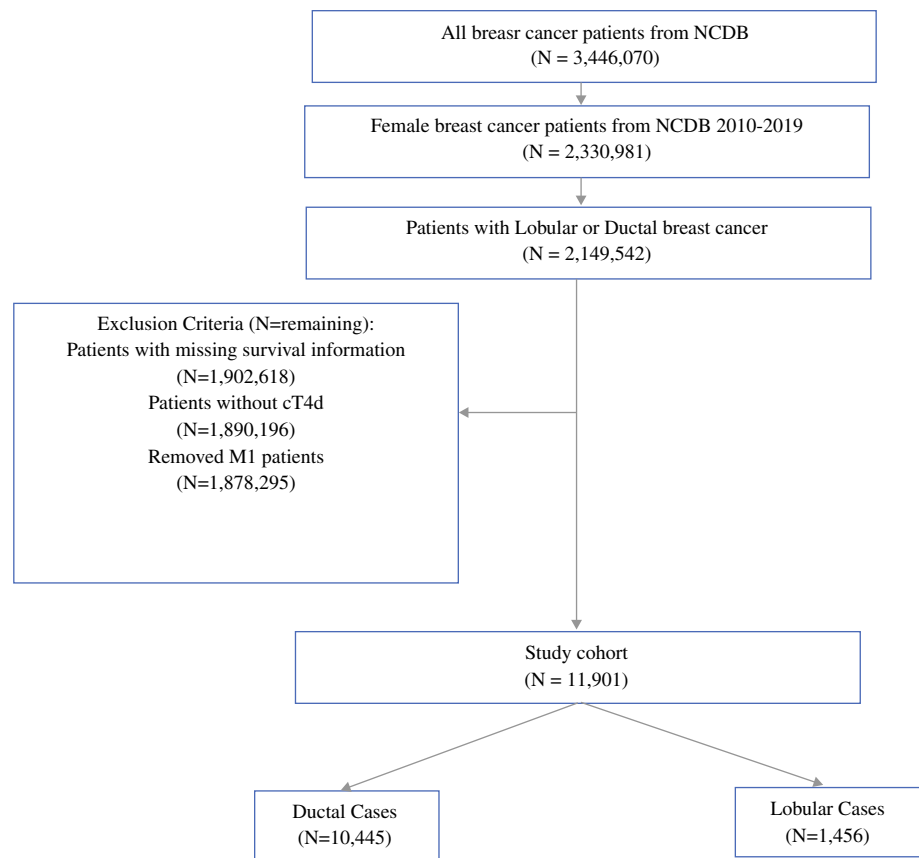 All breasr cancer patients from NCDB
(N = 3,446,070)
Female breast cancer patients from NCDB 2010-2019
(N = 2,330,981)
Patients with Lobular or Ductal breast cancer
(N = 2,149,542)
Exclusion Criteria (N=remaining):
Patients with missing survival information
(N=1,902,618)
Patients without cT4d
(N=1,890,196)
Removed M1 patients
(N=1,878,295)
Study cohort
(N = 11,901)
Ductal Cases
(N=10,445)
Lobular Cases
(N=1,456)